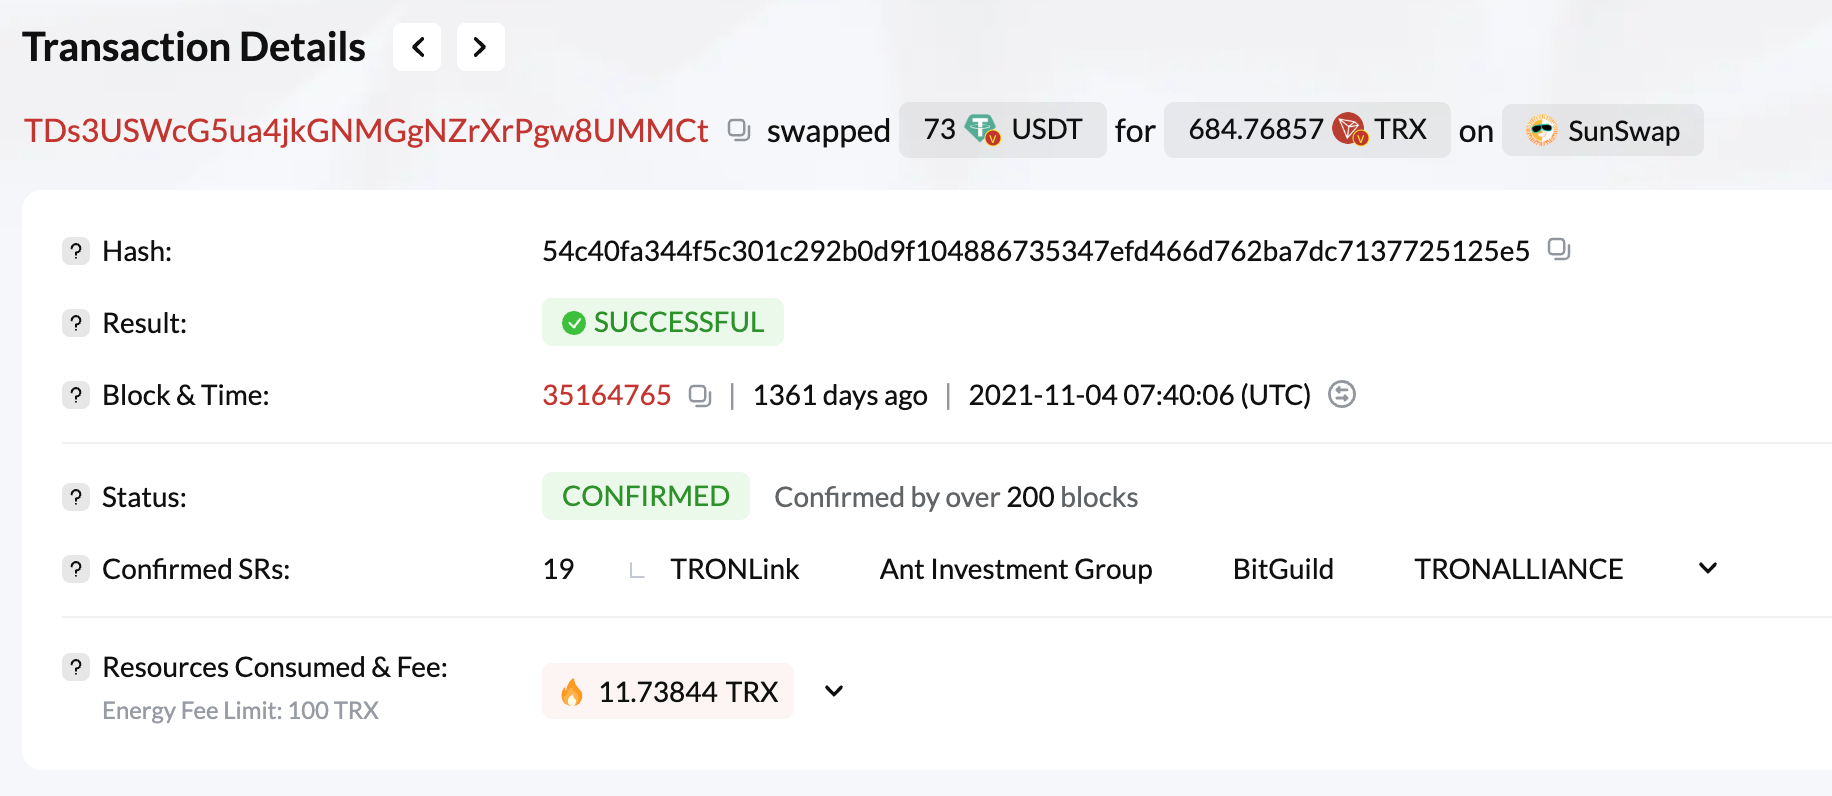 Transaction Details
TDs3USWcG5ua4jkGNMGgNZrXrPgw8UMMCt swapped 73 USDT for 684.76857 TRX on SunSwap
? Hash: 54c40fa344f5c301c292b0d9f104886735347efd466d762ba7dc7137725125e5
? Result: SUCCESSFUL
? Block & Time: 35164765 | 1361 days ago | 2021-11-04 07:40:06 (UTC)
? Status: CONFIRMED Confirmed by over 200 blocks
? Confirmed SRs: 19 TRONLink Ant Investment Group BitGuild TRONALLIANCE
? Resources Consumed & Fee: 11.73844 TRX
Energy Fee Limit: 100 TRX